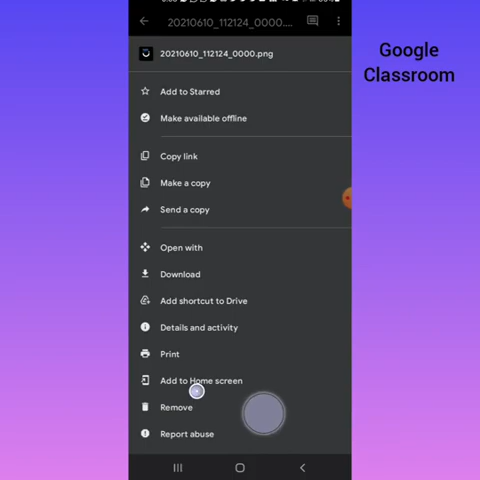 20210610_112124_0000....
Google
Classroom
20210610_112124_0000.png
Add to Starred
Make available offline
Copy link
Make a copy
Send a copy
Open with
Download
Add shortcut to Drive
Details and activity
Print
Add to Home screen
Remove
Report abuse